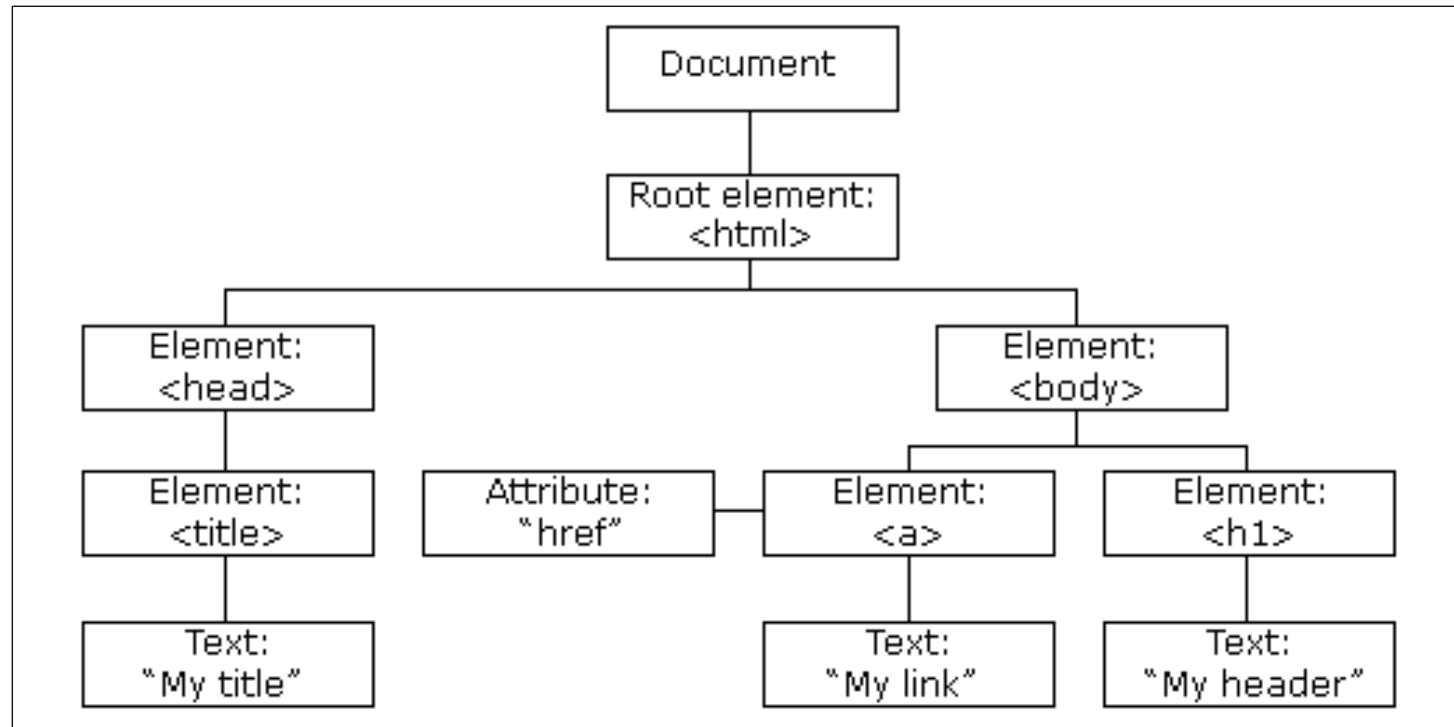 Document
Root element:
<html>
Element:
<head>
Element:
<body>
Element:
<title>
Attribute:
“href”
Element:
<a>
Element:
<h1>
Text:
“My title”
Text:
“My link”
Text:
“My header”